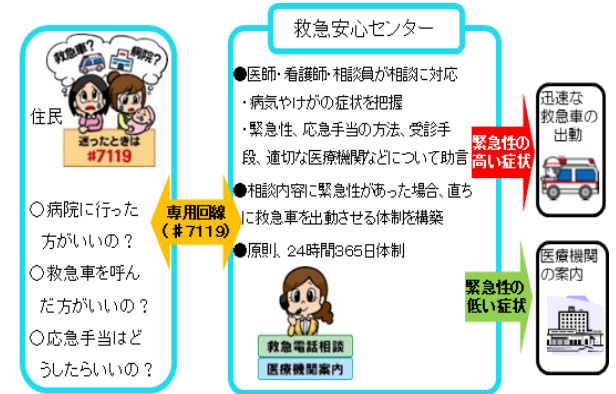 救急車?
病院?
住民
迷ったときは
#7119
○病院に行った
方がいいの？
○救急車を呼ん
だ方がいいの？
○応急手当はど
うしたらいいの？
専用回線
(＃7119)
救急安心センター
●医師・看護師・相談員が相談に対応
・病気やけがの症状を把握
・緊急性、応急手当の方法、受診手
段、適切な医療機関などについて助言
●相談内容に緊急性があった場合、直ち
に救急車を出動させる体制を構築
●原則、24時間365日体制
救急電話相談
医療機関案内
緊急性の
高い症状
迅速な
救急車の
出動
緊急性の
低い症状
医療機関
の案内